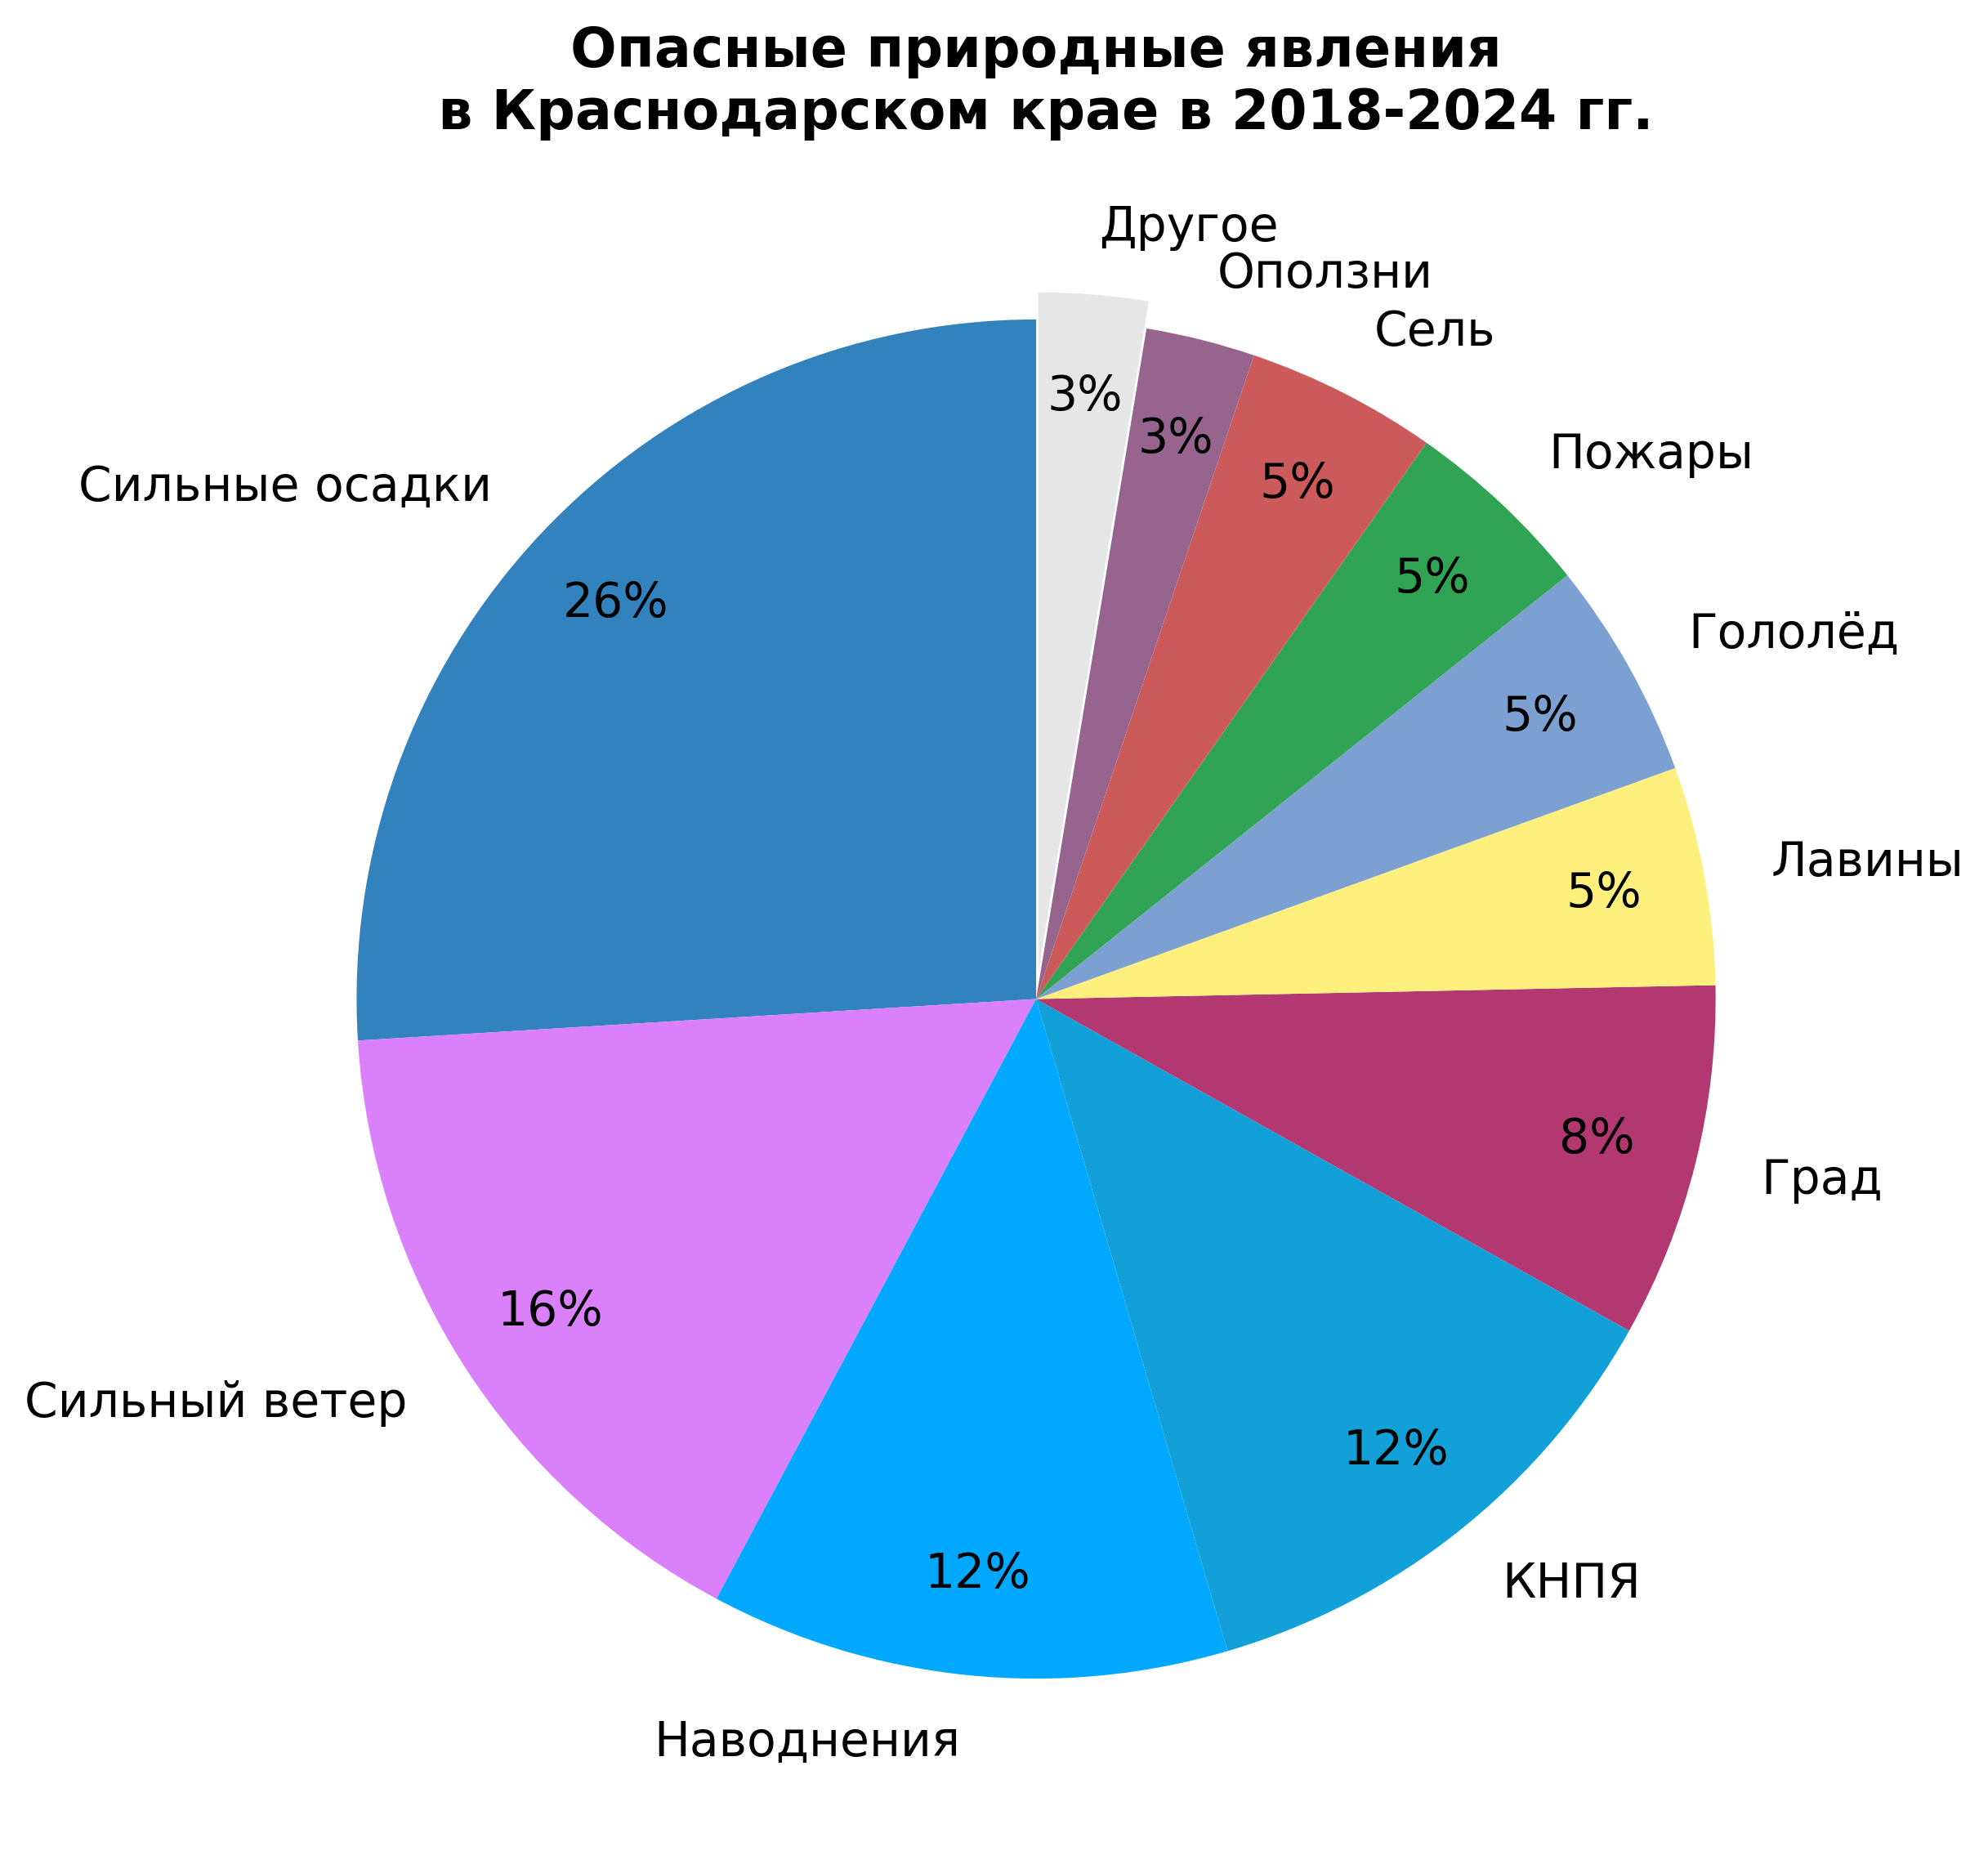 Опасные природные явления
в Краснодарском крае в 2018-2024 гг.
Другое
Оползни
Сель
Пожары
Гололёд
Лавины
Град
КНПЯ
Наводнения
Сильный ветер
Сильные осадки
3%
3%
5%
5%
5%
5%
8%
12%
12%
16%
26%